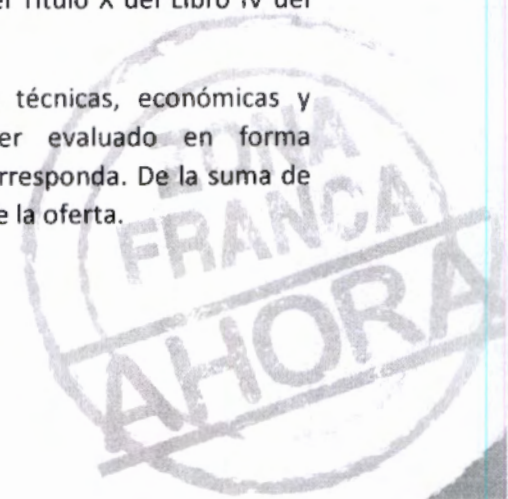 el Título X del Libro IV del
técnicas, económicas y
er evaluado en forma
rresponda. De la suma de
e la oferta.
ZONA
FRANCA
AHORA